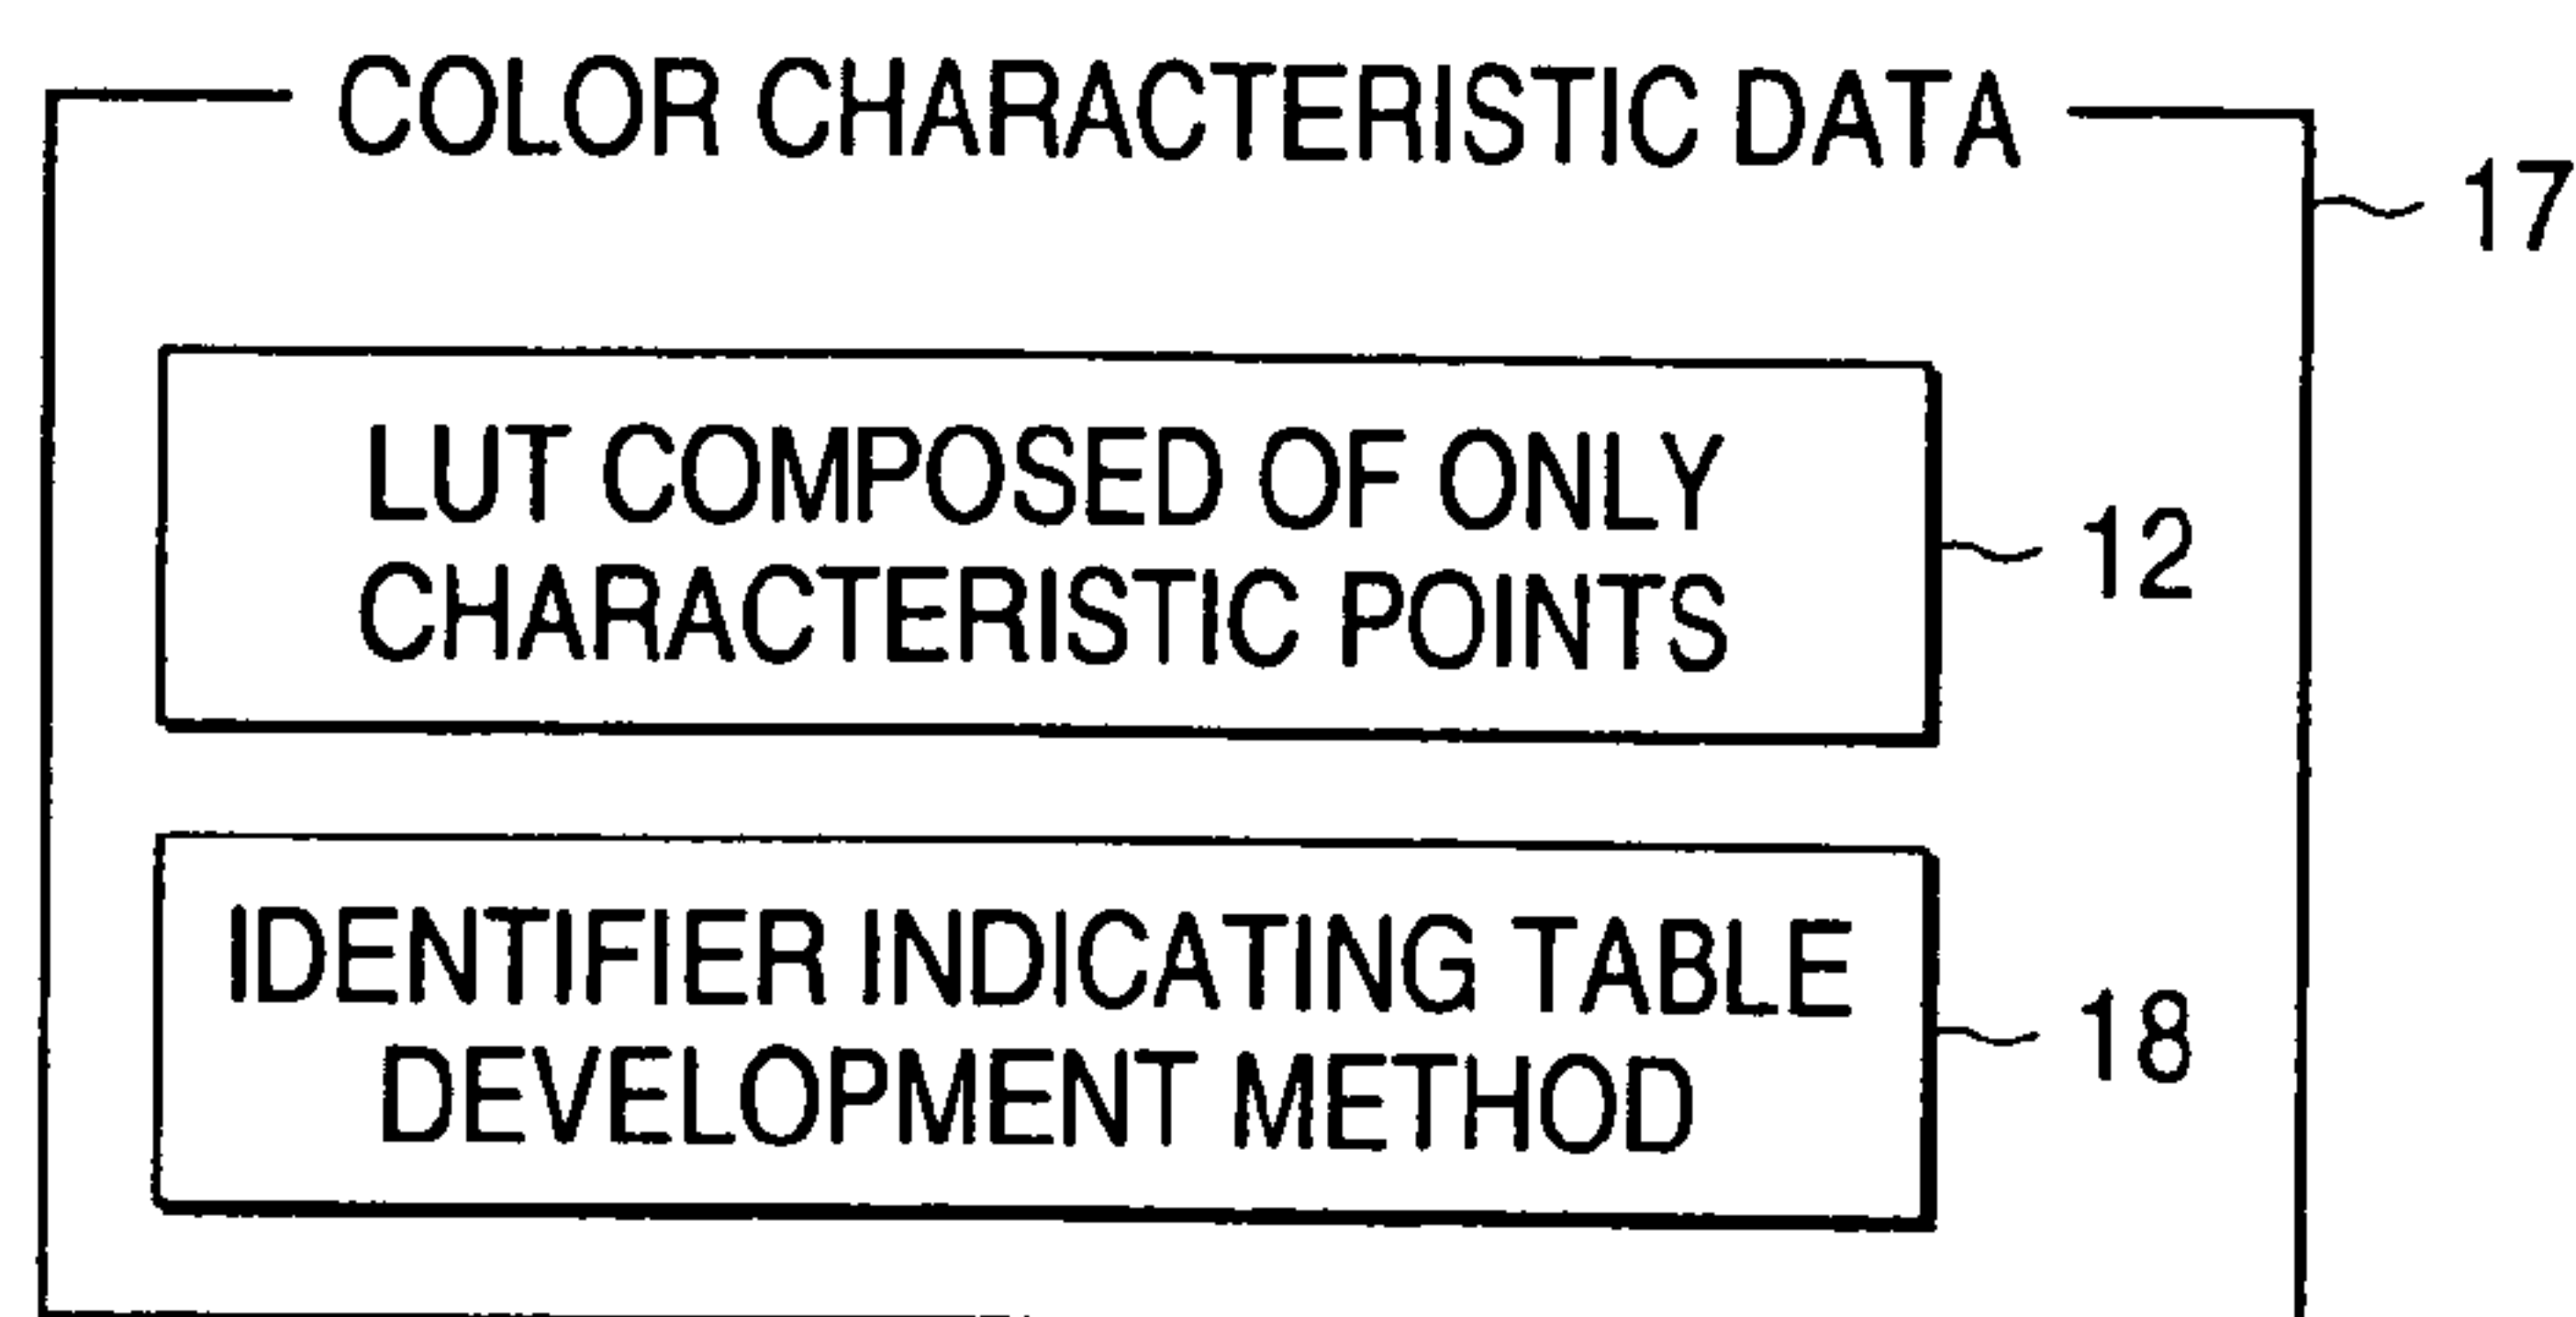 COLOR CHARACTERISTIC DATA
17
LUT COMPOSED OF ONLY
CHARACTERISTIC POINTS
12
IDENTIFIER INDICATING TABLE
DEVELOPMENT METHOD
18